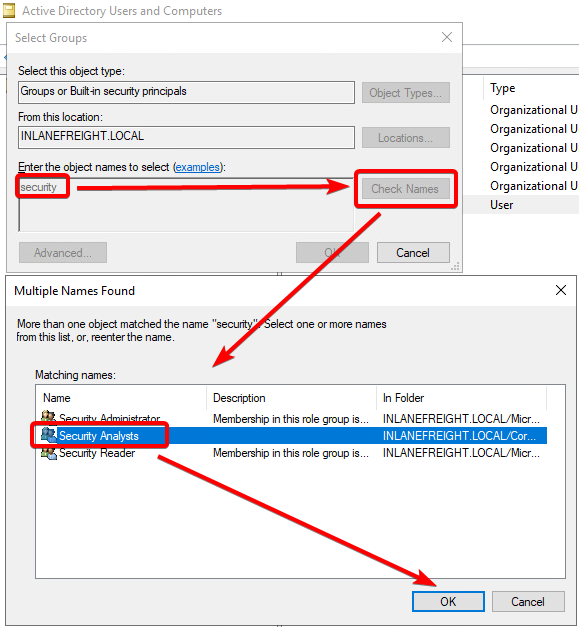 Active Directory Users and Computers
Select Groups
Select this object type:
Groups or Built-in security principals
Object Types...
From this location:
INLANEFREIGHT.LOCAL
Locations...
Enter the object names to select (examples):
security
Check Names
Advanced...
OK
Cancel
Type
Organizational U
Organizational U
Organizational U
Organizational U
Organizational U
User
Multiple Names Found
More than one object matched the name "security". Select one or more names
from this list, or, reenter the name.
Matching names:
Name Description In Folder
Security Administrator Membership in this role group is... INLANEFREIGHT.LOCAL/Micr...
Security Analysts INLANEFREIGHT.LOCAL/Cor...
Security Reader Membership in this role group is... INLANEFREIGHT.LOCAL/Micr...
OK
Cancel